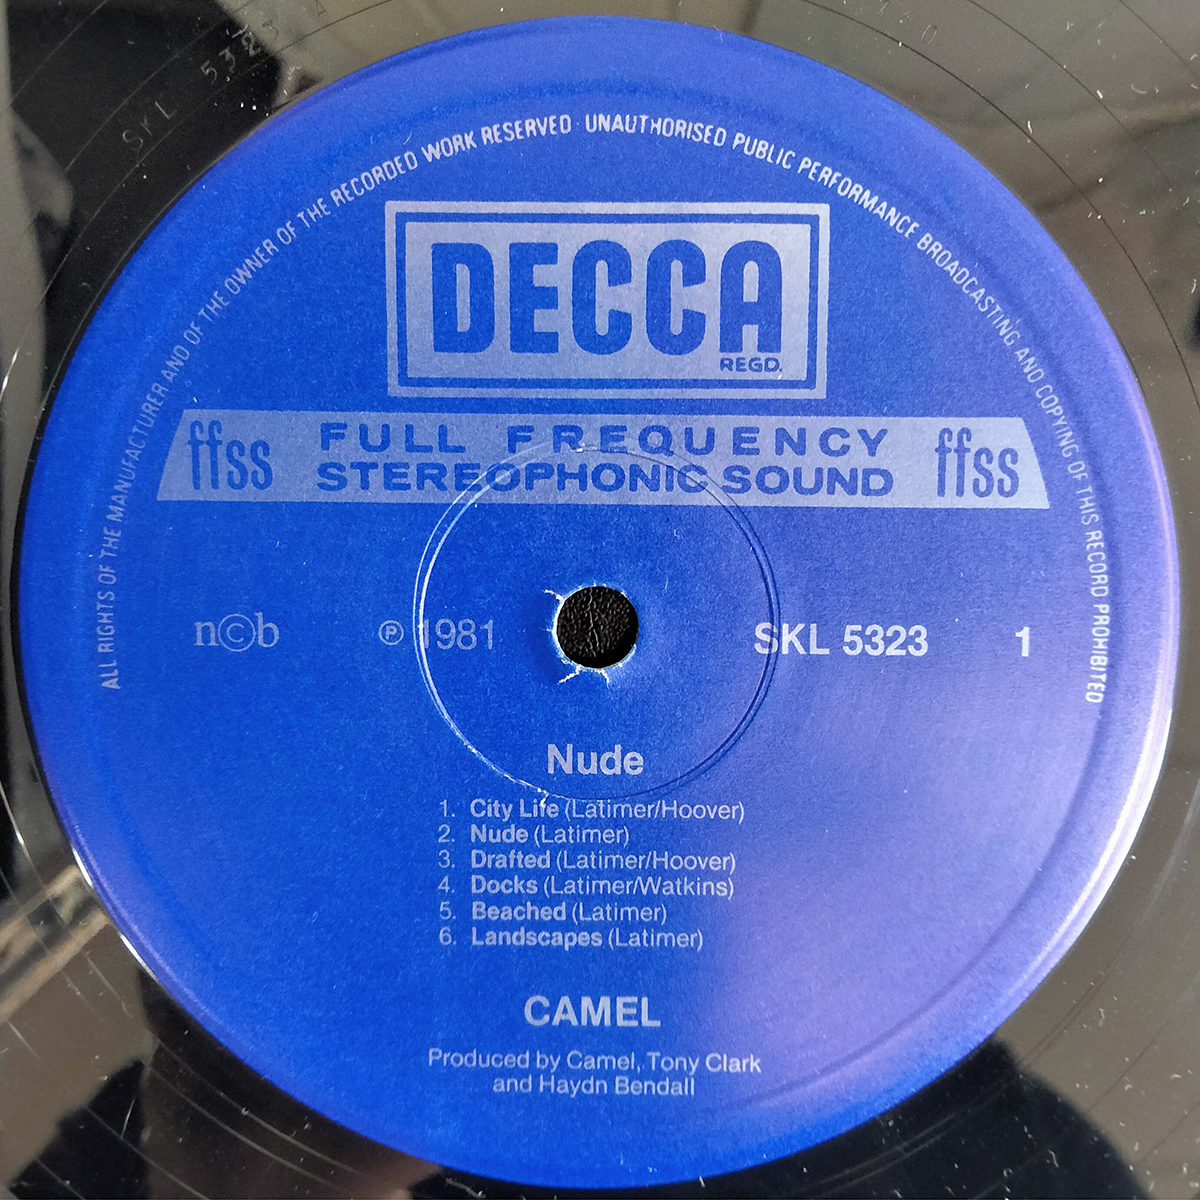 SKL 5323
ALL RIGHTS OF THE MANUFACTURER AND OF THE OWNER OF THE RECORDED WORK RESERVED · UNAUTHORISED PUBLIC PERFORMANCE BROADCASTING AND COPYING OF THIS RECORD PROHIBITED
DECCA
REGD.
ffss FULL FREQUENCY ffss
STEREOPHONIC SOUND
n©b ℗ 1981 SKL 5323 1
Nude
1. City Life (Latimer/Hoover)
2. Nude (Latimer)
3. Drafted (Latimer/Hoover)
4. Docks (Latimer/Watkins)
5. Beached (Latimer)
6. Landscapes (Latimer)
CAMEL
Produced by Camel, Tony Clark
and Haydn Bendall